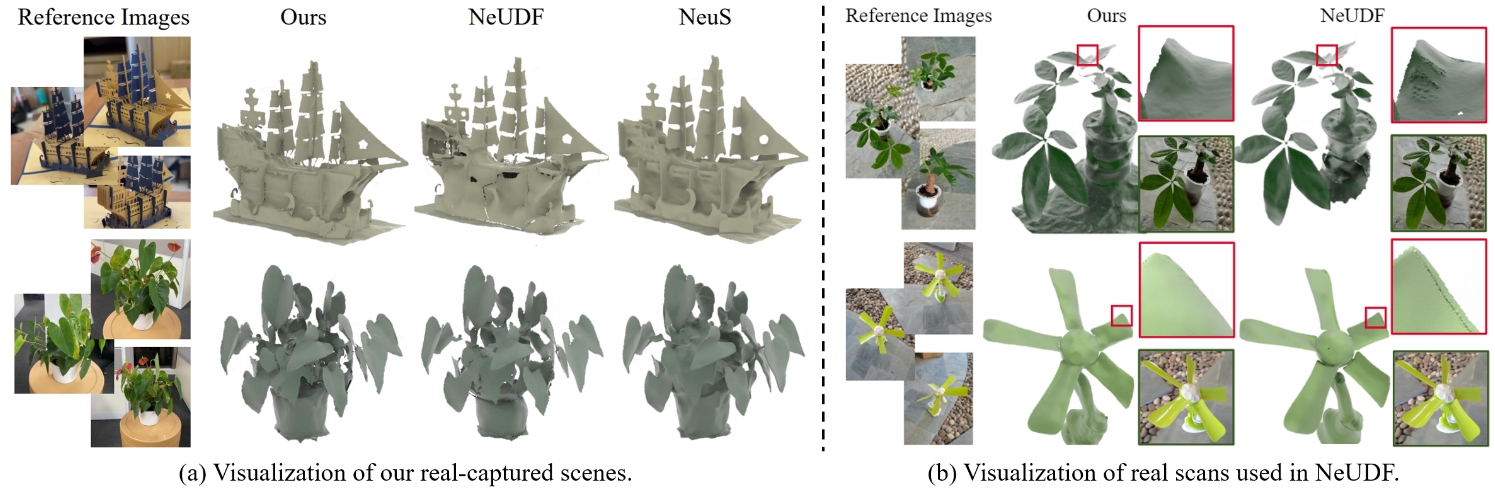 Reference Images Ours NeUDF NeuS
Reference Images Ours NeUDF
(a) Visualization of our real-captured scenes.
(b) Visualization of real scans used in NeUDF.